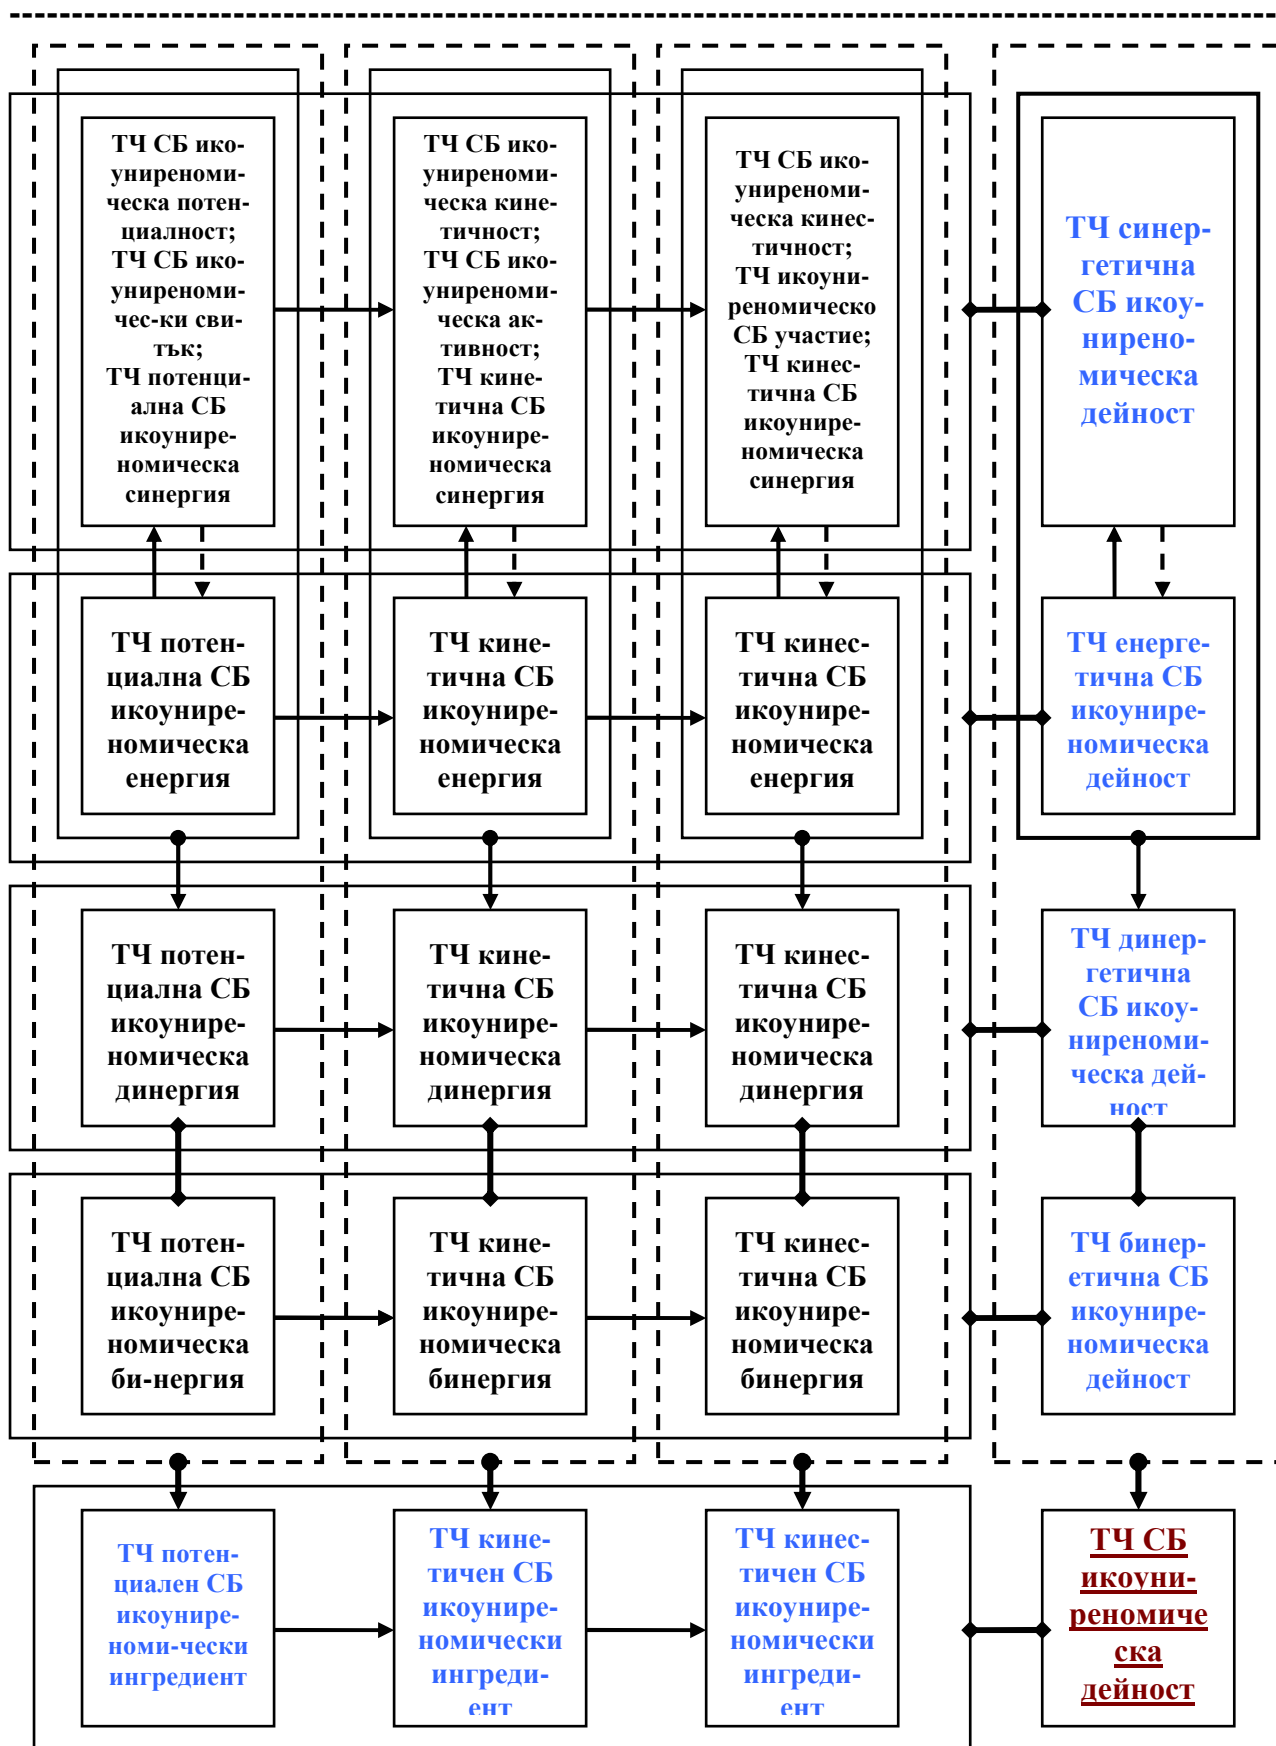 ТЧ СБ ико-
униреноми-
ческа потен-
циалност;
ТЧ СБ ико-
униреноми-
чес-ки сви-
тък;
ТЧ потенци-
ална СБ
икоунире-
номическа
синергия
ТЧ СБ ико-
униреноми-
ческа кине-
тичност;
ТЧ СБ ико-
униреноми-
ческа ак-
тивност;
ТЧ кине-
тична СБ
икоунире-
номическа
синергия
ТЧ СБ ико-
униреноми-
ческа кинес-
тичност;
ТЧ икоуни-
реномическо
СБ участие;
ТЧ кинес-
тична СБ
икоунире-
номическа
синергия
ТЧ синер-
гетична
СБ икоу-
ниренo-
мическа
дейност
ТЧ потен-
циална СБ
икоунире-
номическа
енергия
ТЧ кине-
тична СБ
икоунире-
номическа
енергия
ТЧ кинес-
тична СБ
икоунире-
номическа
енергия
ТЧ енерге-
тична СБ
икоунире-
номическа
дейност
ТЧ потен-
циална СБ
икоунире-
номическа
динергия
ТЧ кине-
тична СБ
икоунире-
номическа
динергия
ТЧ кинес-
тична СБ
икоунире-
номическа
динергия
ТЧ динер-
гетична
СБ икоу-
ниреноми-
ческа дей-
ност
ТЧ потен-
циална СБ
икоунире-
номическа
би-нергия
ТЧ кине-
тична СБ
икоунире-
номическа
бинергия
ТЧ кинес-
тична СБ
икоунире-
номическа
бинергия
ТЧ бинер-
етична СБ
икоунире-
номическа
дейност
ТЧ потен-
циален СБ
икоунире-
номи-чески
ингредиент
ТЧ кине-
тичен СБ
икоунире-
номически
ингреди-
ент
ТЧ кинес-
тичен СБ
икоунире-
номически
ингреди-
ент
ТЧ СБ
икоуни-
реномиче
ска
дейност